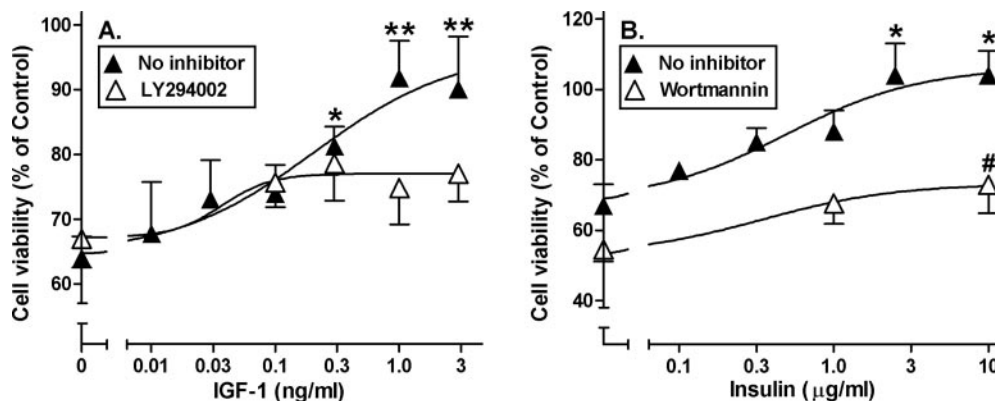 A.
No inhibitor
LY294002
**
**
*
Cell viability (% of Control)
100
90
80
70
60
0
0.01
0.03
0.1
0.3
1.0
3
IGF-1 (ng/ml)
B.
No inhibitor
Wortmannin
*
*
#
Cell viability (% of Control)
120
100
80
60
40
0.1
0.3
1.0
3
10
Insulin (μg/ml)